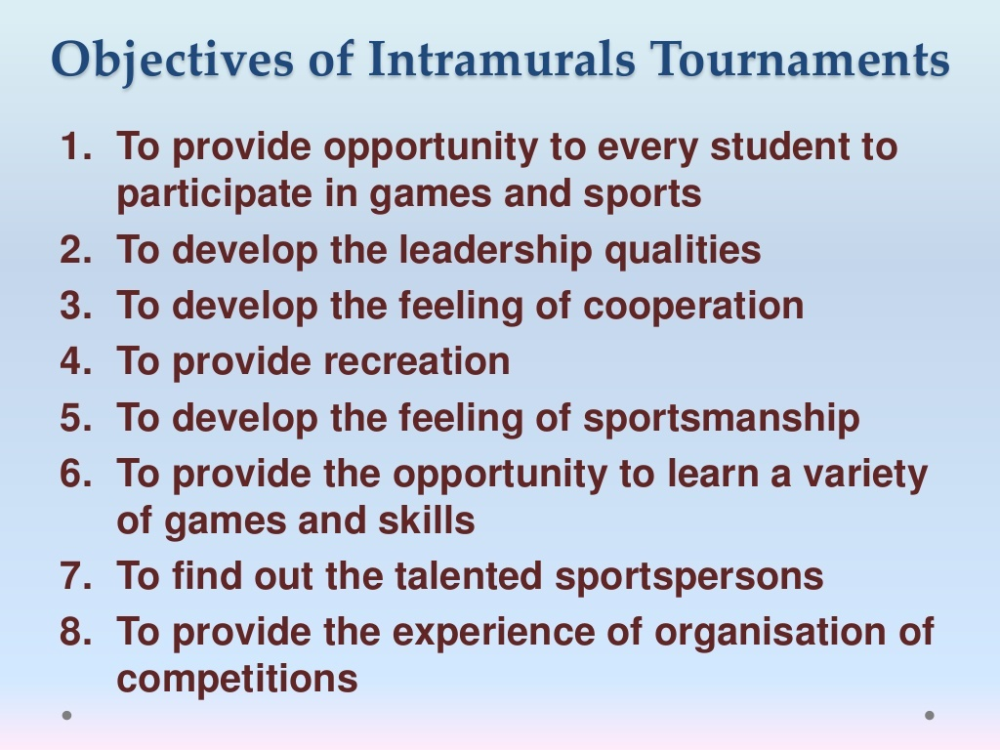 Objectives of Intramurals Tournaments
1. To provide opportunity to every student to
participate in games and sports
2. To develop the leadership qualities
3. To develop the feeling of cooperation
4. To provide recreation
5. To develop the feeling of sportsmanship
6. To provide the opportunity to learn a variety
of games and skills
7. To find out the talented sportspersons
8. To provide the experience of organisation of
competitions